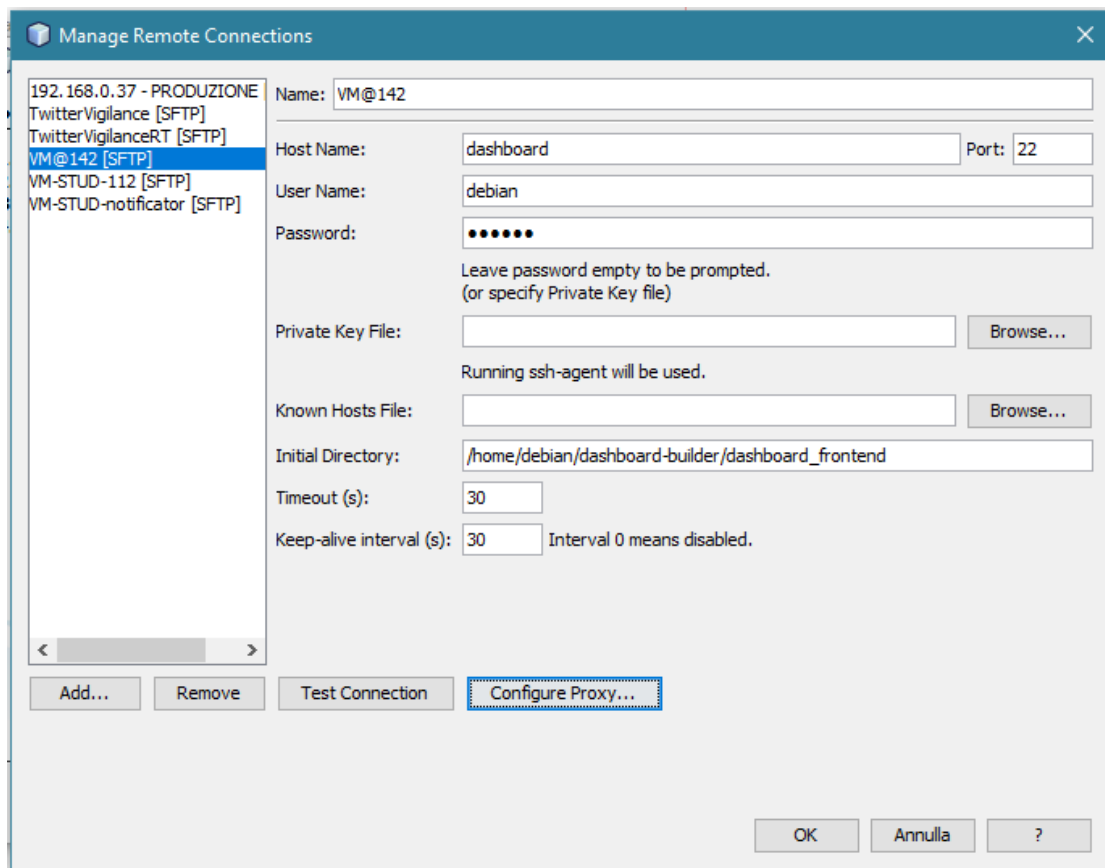 Manage Remote Connections
192.168.0.37 - PRODUZIONE
TwitterVigilance [SFTP]
TwitterVigilanceRT [SFTP]
VM@142 [SFTP]
VM-STUD-112 [SFTP]
VM-STUD-notificator [SFTP]
Name: VM@142
Host Name: dashboard Port: 22
User Name: debian
Password: ●●●●●●
Leave password empty to be prompted.
(or specify Private Key file)
Private Key File: Browse...
Running ssh-agent will be used.
Known Hosts File: Browse...
Initial Directory: /home/debian/dashboard-builder/dashboard_frontend
Timeout (s): 30
Keep-alive interval (s): 30 Interval 0 means disabled.
Add... Remove Test Connection Configure Proxy...
OK Annulla ?